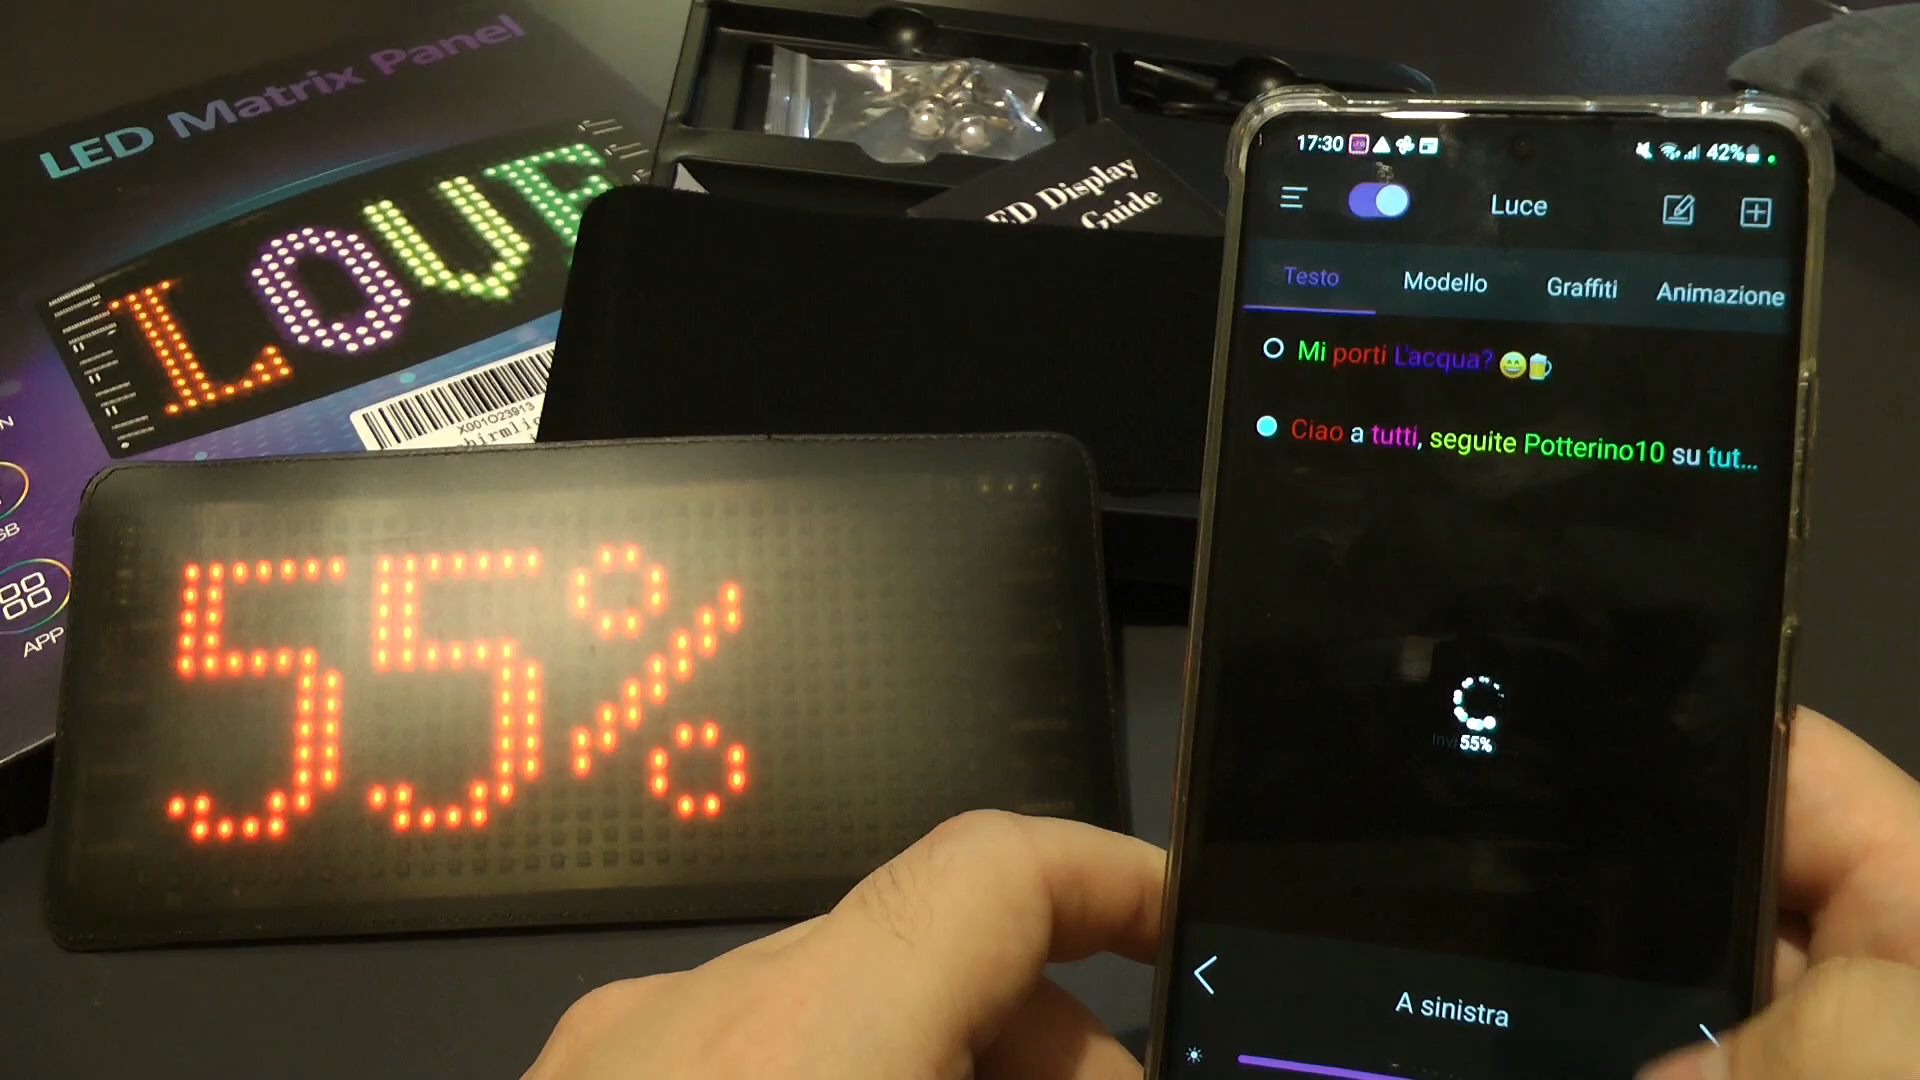 LED Matrix Panel
LOVE
X001O23913
APP
ED Display
Guide
55%
17:30
42%
Luce
Testo
Modello
Graffiti
Animazione
Mi porti L'acqua? 😄🍺
Ciao a tutti, seguite Potterino10 su tut...
55%
A sinistra